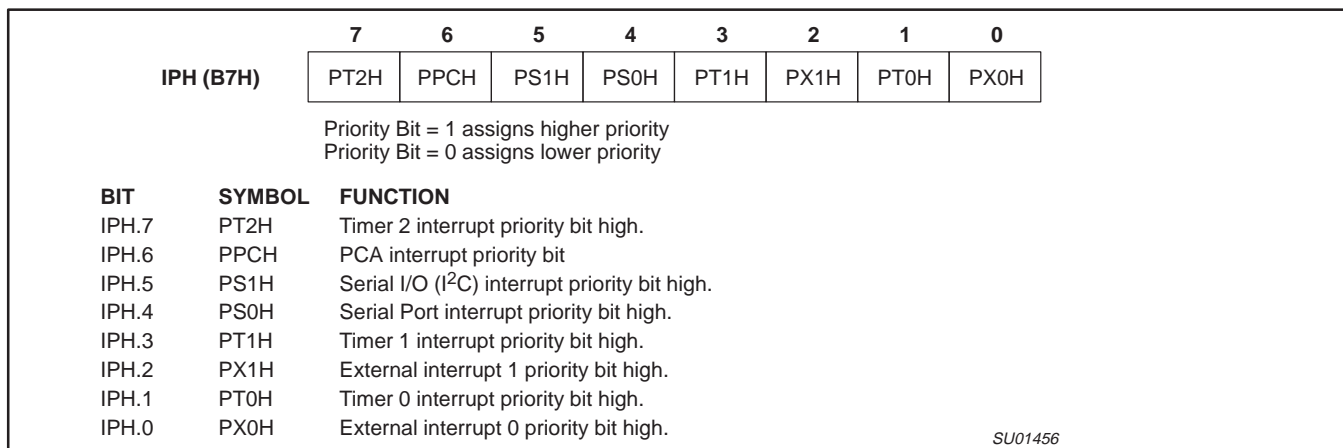 7 6 5 4 3 2 1 0
IPH (B7H) PT2H PPCH PS1H PS0H PT1H PX1H PT0H PX0H
Priority Bit = 1 assigns higher priority
Priority Bit = 0 assigns lower priority
BIT SYMBOL FUNCTION
IPH.7 PT2H Timer 2 interrupt priority bit high.
IPH.6 PPCH PCA interrupt priority bit
IPH.5 PS1H Serial I/O (I²C) interrupt priority bit high.
IPH.4 PS0H Serial Port interrupt priority bit high.
IPH.3 PT1H Timer 1 interrupt priority bit high.
IPH.2 PX1H External interrupt 1 priority bit high.
IPH.1 PT0H Timer 0 interrupt priority bit high.
IPH.0 PX0H External interrupt 0 priority bit high.
SU01456